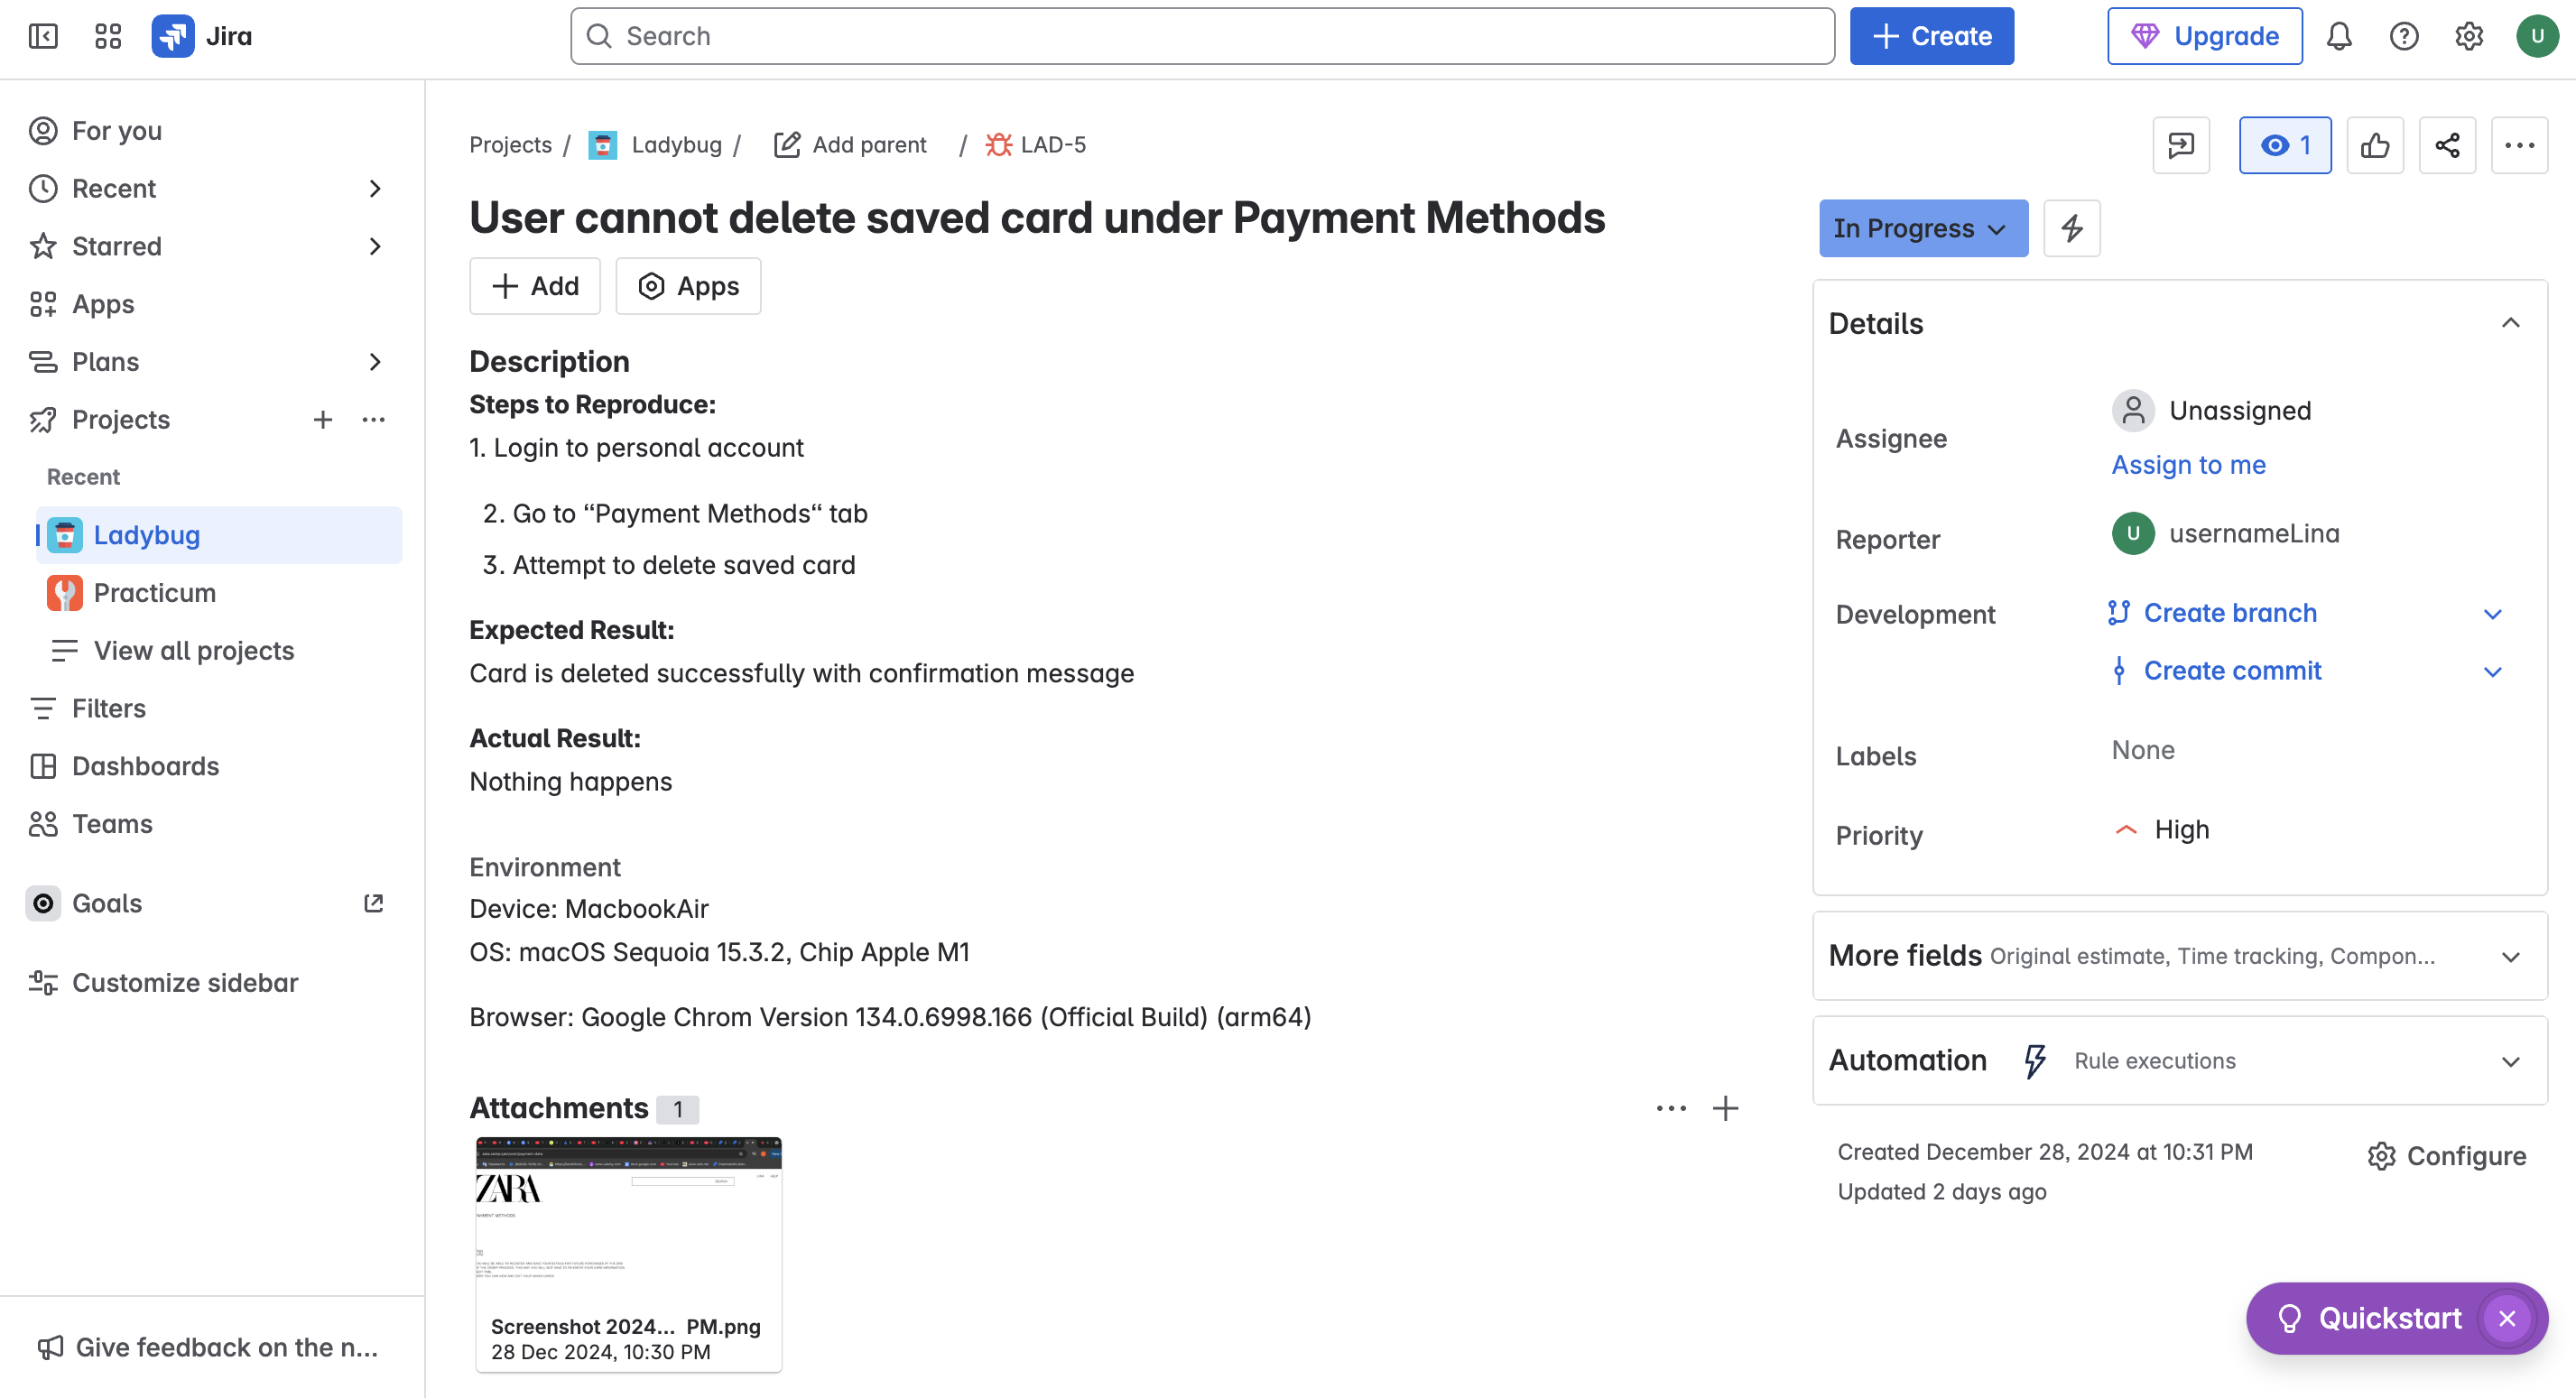 Jira
Search
Create
Upgrade
U
For you
Recent
Starred
Apps
Plans
Projects
Recent
Ladybug
Practicum
View all projects
Filters
Dashboards
Teams
Goals
Customize sidebar
Give feedback on the n...
Projects / Ladybug / Add parent / LAD-5
1
User cannot delete saved card under Payment Methods
Add
Apps
Description
Steps to Reproduce:
1. Login to personal account
2. Go to “Payment Methods“ tab
3. Attempt to delete saved card
Expected Result:
Card is deleted successfully with confirmation message
Actual Result:
Nothing happens
Environment
Device: MacbookAir
OS: macOS Sequoia 15.3.2, Chip Apple M1
Browser: Google Chrom Version 134.0.6998.166 (Official Build) (arm64)
Attachments 1
ZARA
Screenshot 2024... PM.png
28 Dec 2024, 10:30 PM
In Progress
Details
Assignee
Unassigned
Assign to me
Reporter
U
usernameLina
Development
Create branch
Create commit
Labels
None
Priority
High
More fields Original estimate, Time tracking, Compon...
Automation Rule executions
Created December 28, 2024 at 10:31 PM
Updated 2 days ago
Configure
Quickstart